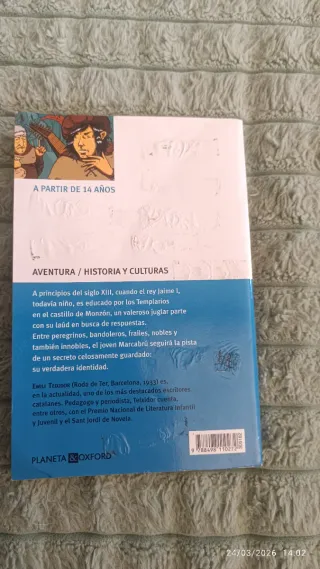 A PARTIR DE 14 AÑOS
AVENTURA / HISTORIA Y CULTURAS
A principios del siglo XIII, cuando el rey Jaime I,
todavía niño, es educado por los Templarios
en el castillo de Monzón, un valeroso juglar parte
con su laúd en busca de respuestas.
Entre peregrinos, bandoleros, frailes, nobles y
también innobles, el joven Marcabrú seguirá la pista
de un secreto celosamente guardado:
su verdadera identidad.
EMILI TEIXIDOR (Roda de Ter, Barcelona, 1933) es,
en la actualidad, uno de los más destacados escritores
catalanes. Pedagogo y periodista, Teixidor cuenta,
entre otros, con el Premio Nacional de Literatura Infantil
y Juvenil y el Sant Jordi de Novela.
PLANETA & OXFORD
24/03/2026 14:02